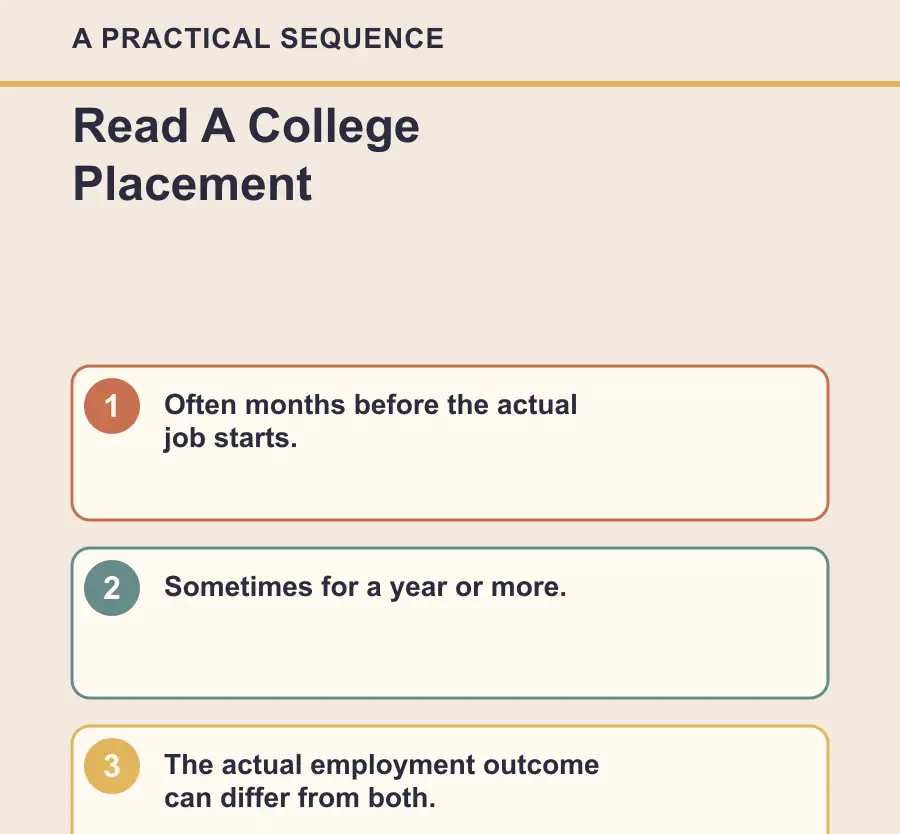 A PRACTICAL SEQUENCE
Read A College
Placement
1
Often months before the actual
job starts.
2
Sometimes for a year or more.
3
The actual employment outcome
can differ from both.